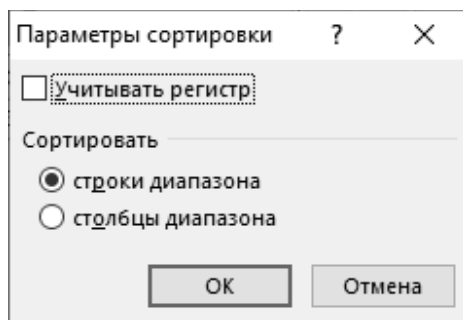 Параметры сортировки ? ×
Учитывать регистр
Сортировать
строки диапазона
столбцы диапазона
ОК Отмена